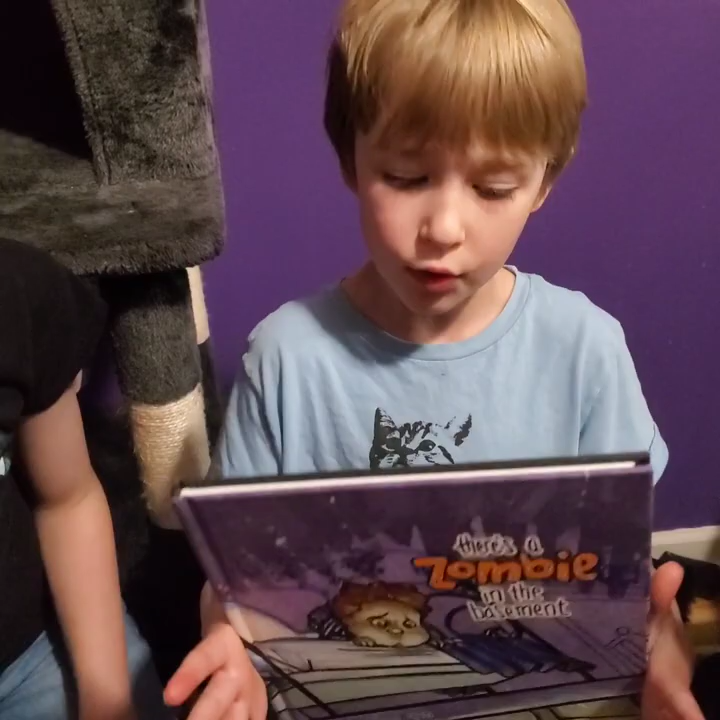 there's a
zombie
in the
basement